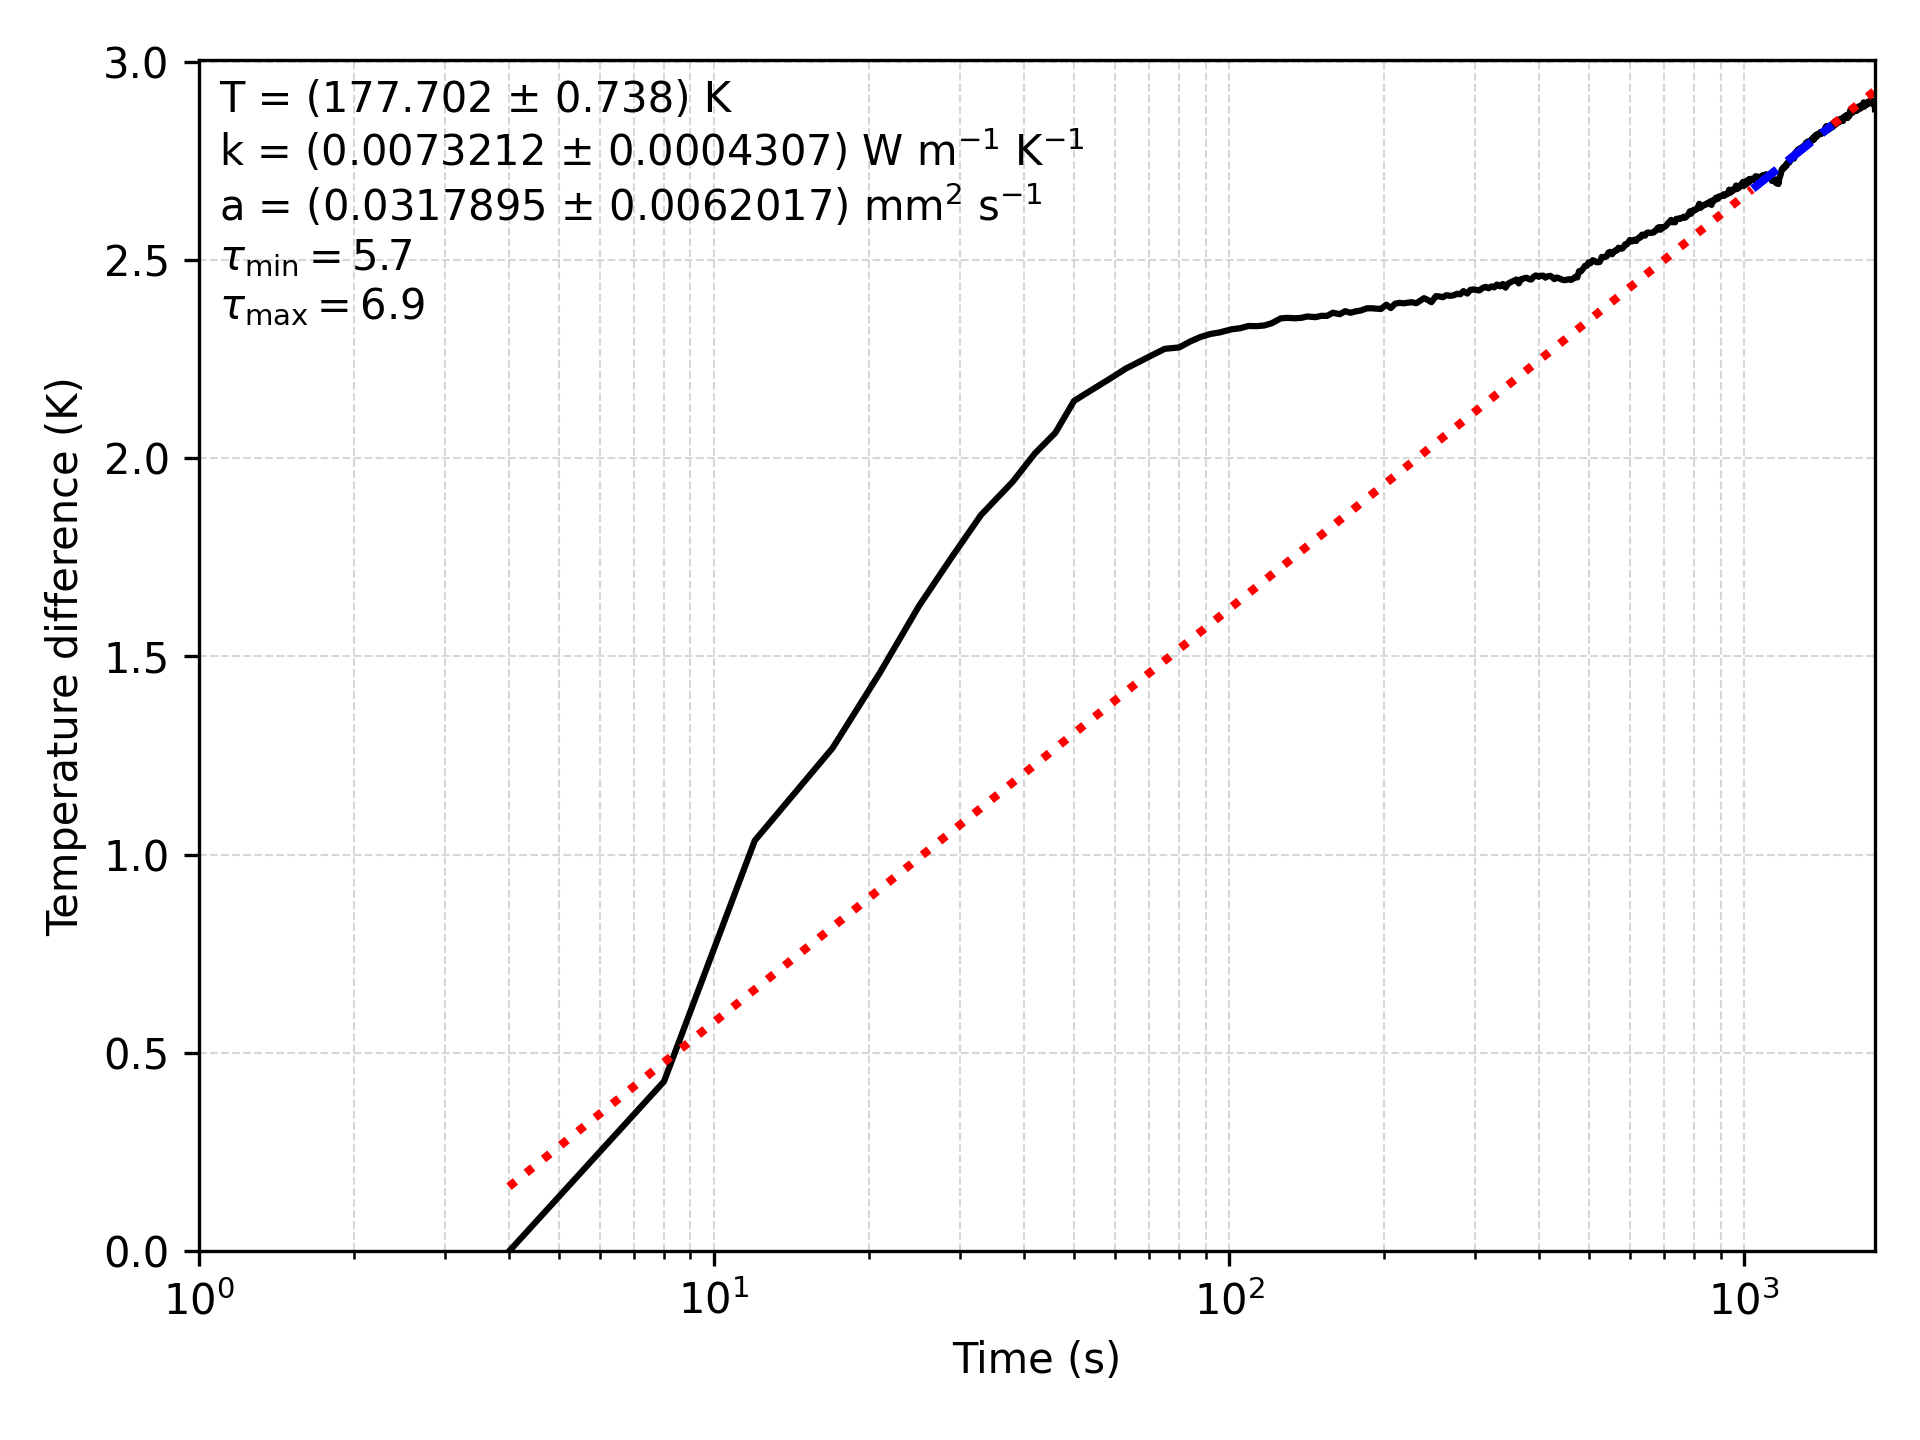 T = (177.702 ± 0.738) K
k = (0.0073212 ± 0.0004307) W m⁻¹ K⁻¹
a = (0.0317895 ± 0.0062017) mm² s⁻¹
τmin = 5.7
τmax = 6.9
3.0
2.5
2.0
1.5
1.0
0.5
0.0
Temperature difference (K)
10⁰ 10¹ 10² 10³
Time (s)